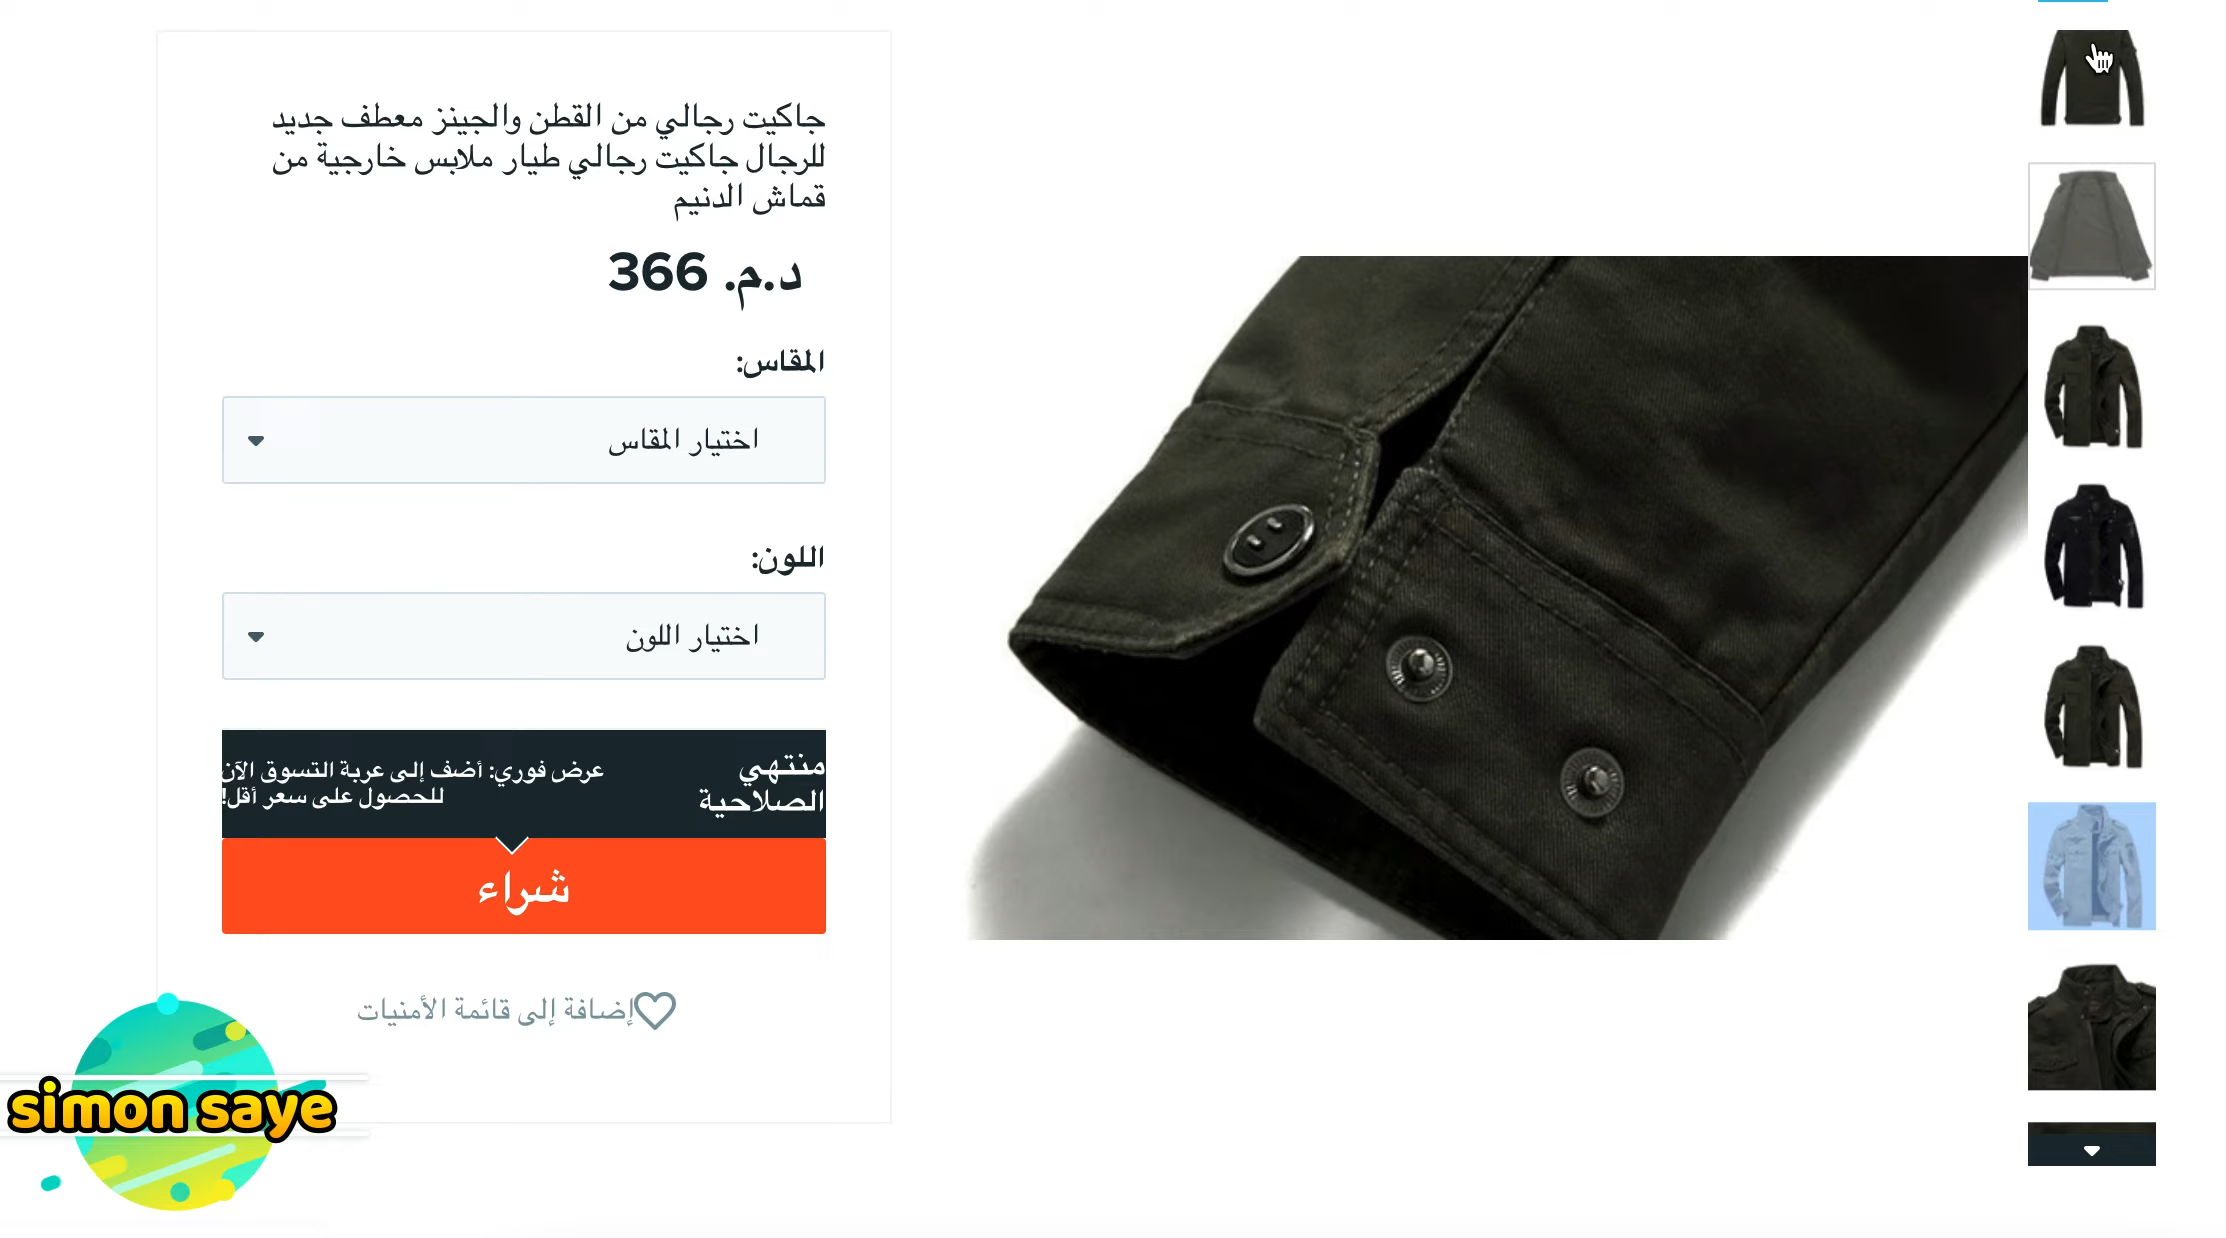 جاكيت رجالي من القطن والجينز معطف جديد
للرجال جاكيت رجالي طيار ملابس خارجية من
قماش الدنيم
د.م. 366
المقاس:
اختيار المقاس
اللون:
اختيار اللون
منتهي
الصلاحية
عرض فوري: أضف إلى عربة التسوق الآن
للحصول على سعر أقل!
شراء
إضافة إلى قائمة الأمنيات
simon saye